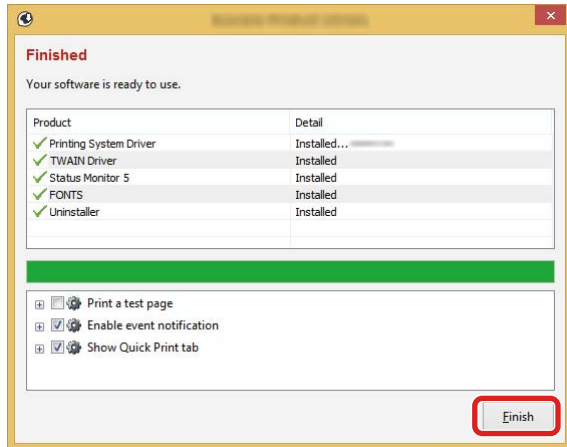 Finished
Your software is ready to use.
Product Detail
Printing System Driver Installed...
TWAIN Driver Installed
Status Monitor 5 Installed
FONTS Installed
Uninstaller Installed
Print a test page
Enable event notification
Show Quick Print tab
Finish